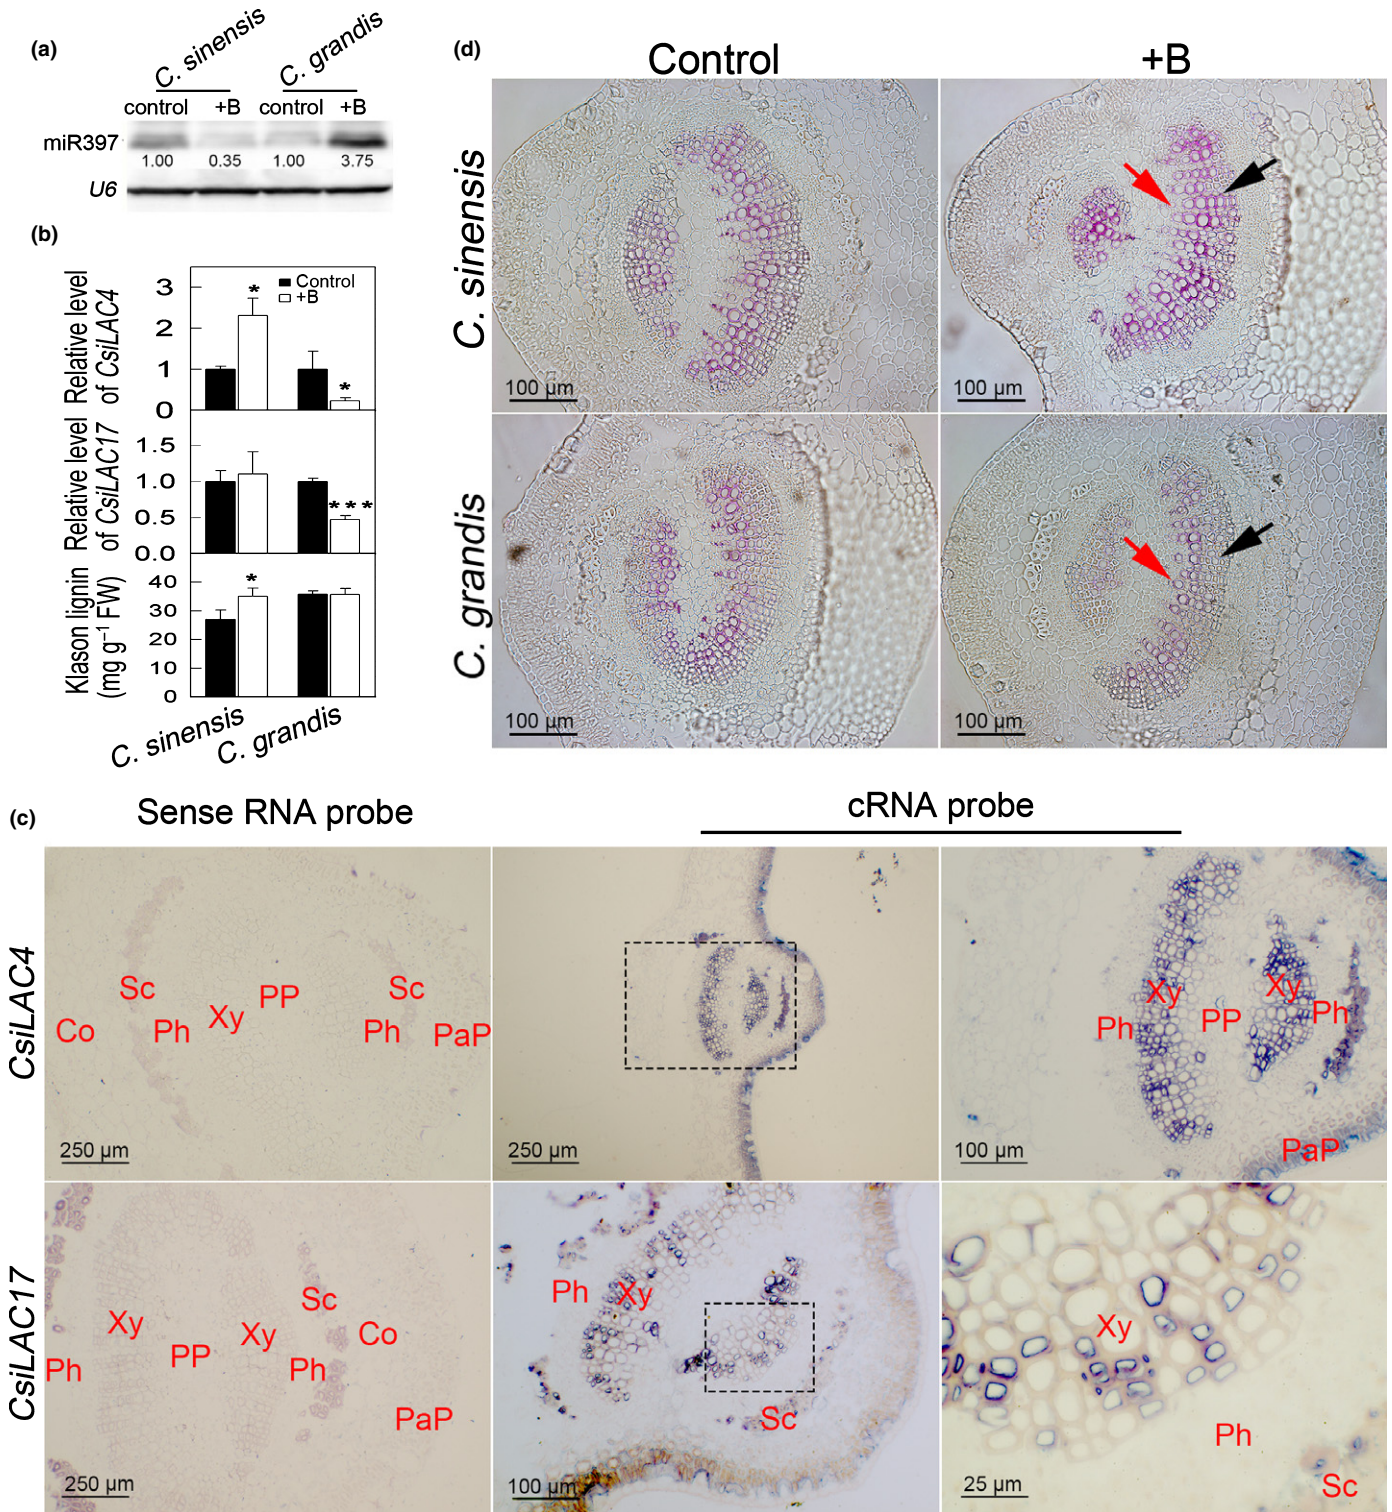 (a)
C. sinensis
C. grandis
control +B control +B
miR397
1.00 0.35 1.00 3.75
U6
(b)
Control
+B
Relative level
of CsiLAC4
3
2
1
0
Relative level
of CsiLAC17
1.5
1.0
0.5
0.0
Klason lignin
(mg g−1 FW)
40
30
20
10
0
*
*
***
*
C. sinensis
C. grandis
(d)
Control
+B
C. sinensis
100 µm
100 µm
C. grandis
100 µm
100 µm
(c)
Sense RNA probe
cRNA probe
CsiLAC4
Sc
PP
Sc
Co
Ph
Xy
Ph
PaP
250 µm
250 µm
Xy
Xy
Ph
PP
Ph
PaP
100 µm
CsiLAC17
Xy
Xy
Sc
Co
Ph
PP
Ph
PaP
250 µm
Ph
Xy
Sc
100 µm
Xy
Ph
Sc
25 µm